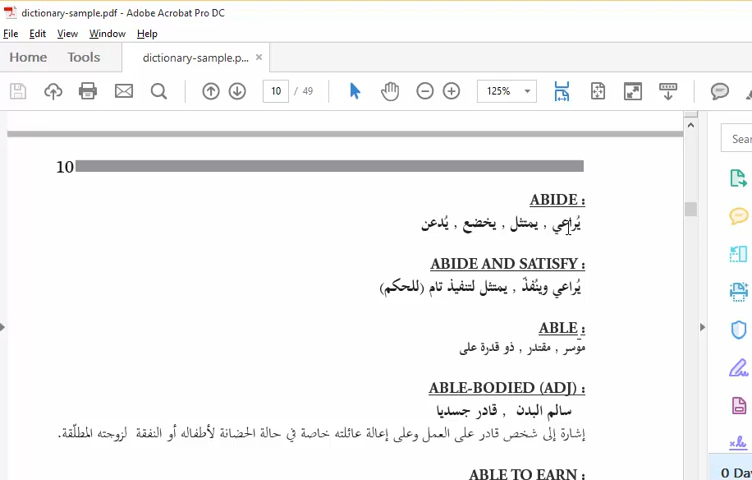 dictionary-sample.pdf - Adobe Acrobat Pro DC
File Edit View Window Help
Home Tools dictionary-sample.p... ×
10 / 49 125%
Sear
10
ABIDE :
يُراعي , يمتثل , يخضع , يُدعن
ABIDE AND SATISFY :
يُراعي وينُفذّ , يمتثل لتنفيذ تام (للحكم)
ABLE :
موسر , مقتدر , ذو قدرة على
ABLE-BODIED (ADJ) :
سالم البدن , قادر جسديا
إشارة إلى شخص قادر على العمل وعلى إعالة عائلته خاصة في حالة الحضانة لأطفاله أو النفقة لزوجته المطلّقة.
ABLE TO EARN :
0 Da